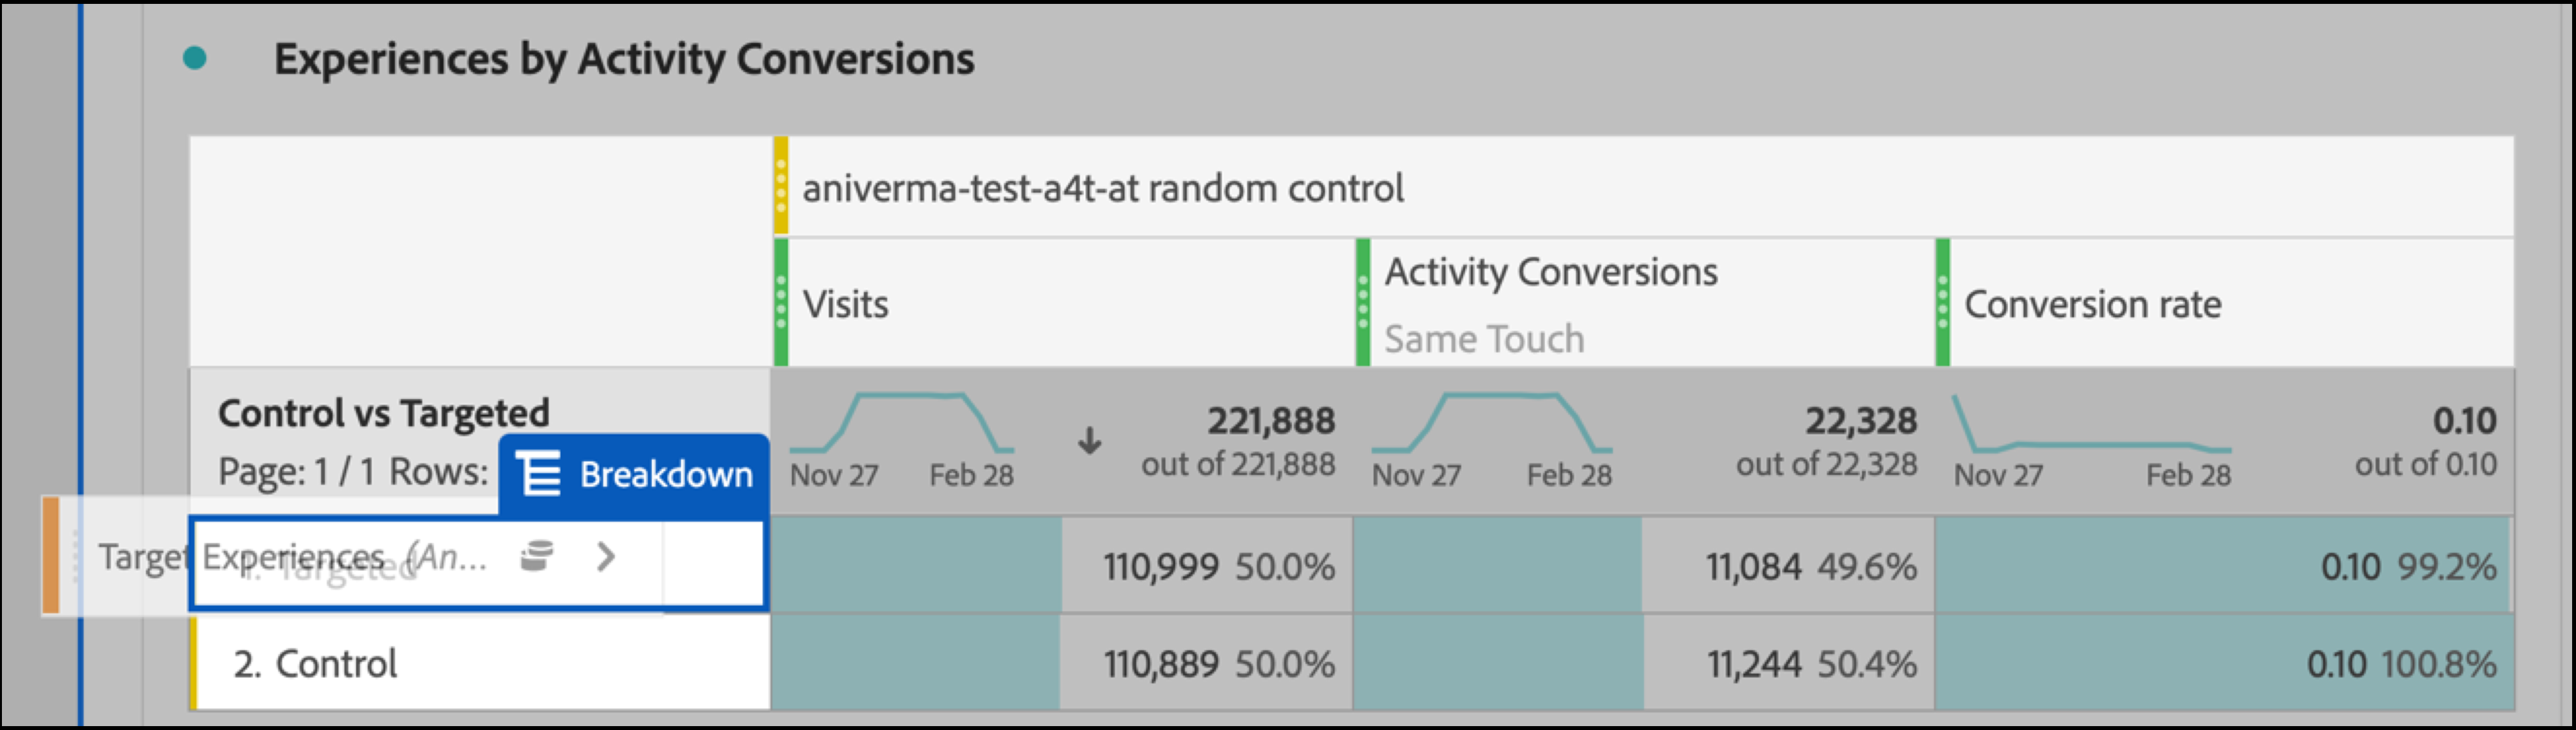 Experiences by Activity Conversions
aniverma-test-a4t-at random control
Visits
Activity Conversions
Same Touch
Conversion rate
Control vs Targeted
Page: 1 / 1 Rows:
Breakdown
Nov 27 Feb 28
221,888
out of 221,888
Nov 27 Feb 28
22,328
out of 22,328
Nov 27 Feb 28
0.10
out of 0.10
Target Experiences (An...
1. Targeted
110,999 50.0%
11,084 49.6%
0.10 99.2%
2. Control
110,889 50.0%
11,244 50.4%
0.10 100.8%